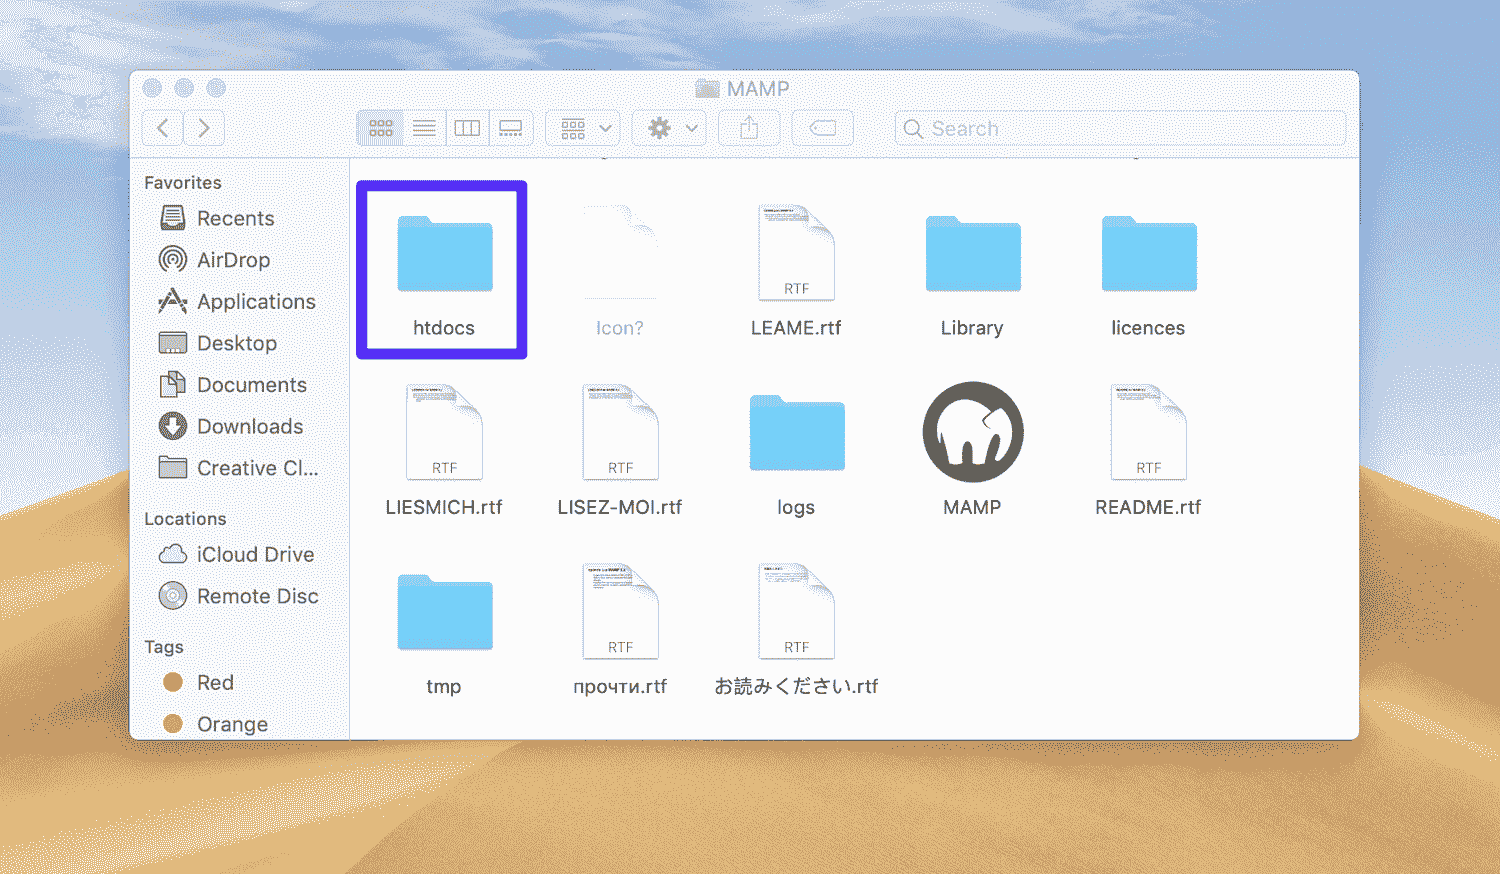 MAMP
Search
Favorites
Recents
AirDrop
Applications
Desktop
Documents
Downloads
Creative Cl...
Locations
iCloud Drive
Remote Disc
Tags
Red
Orange
htdocs
Icon?
RTF
LEAME.rtf
Library
licences
RTF
LIESMICH.rtf
RTF
LISEZ-MOI.rtf
logs
MAMP
RTF
README.rtf
tmp
RTF
прочти.rtf
RTF
お読みください.rtf